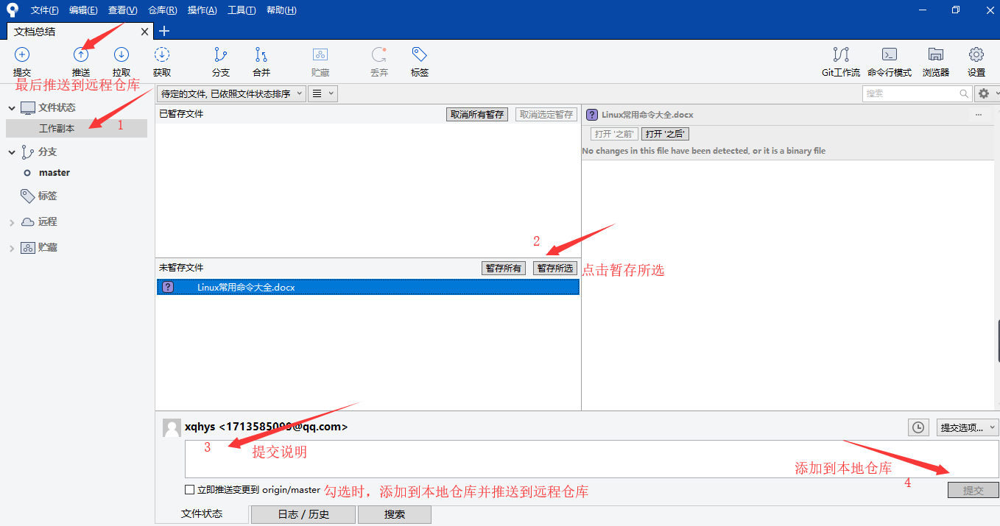 文件(F) 编辑(E) 查看(V) 仓库(R) 操作(A) 工具(T) 帮助(H)
文档总结
提交 推送 拉取 获取 分支 合并 贮藏 丢弃 标签 Git工作流 命令行模式 浏览器 设置
最后推送到远程仓库
待定的文件, 已依照文件状态排序
搜索
文件状态
工作副本
1
分支
master
标签
远程
贮藏
已暂存文件 取消所有暂存 取消选定暂存
2
未暂存文件 暂存所有 暂存所选
点击暂存所选
? Linux常用命令大全.docx
? Linux常用命令大全.docx ...
打开 '之前' 打开 '之后'
No changes in this file have been detected, or it is a binary file
xqhys <1713585099@qq.com>
提交选项...
3 提交说明
添加到本地仓库
4
立即推送变更到 origin/master 勾选时，添加到本地仓库并推送到远程仓库
提交
文件状态 日志 / 历史 搜索